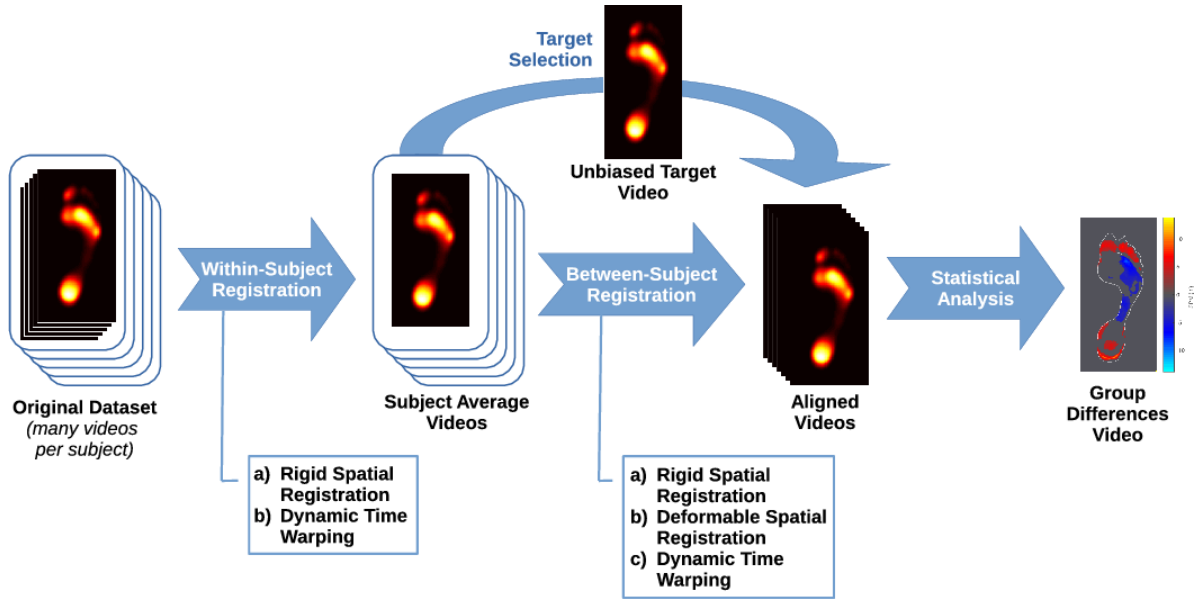 Target
Selection
Unbiased Target
Video
Within-Subject
Registration
Between-Subject
Registration
Statistical
Analysis
Original Dataset
(many videos
per subject)
Subject Average
Videos
Aligned
Videos
Group
Differences
Video
a) Rigid Spatial
Registration
b) Dynamic Time
Warping
a) Rigid Spatial
Registration
b) Deformable Spatial
Registration
c) Dynamic Time
Warping